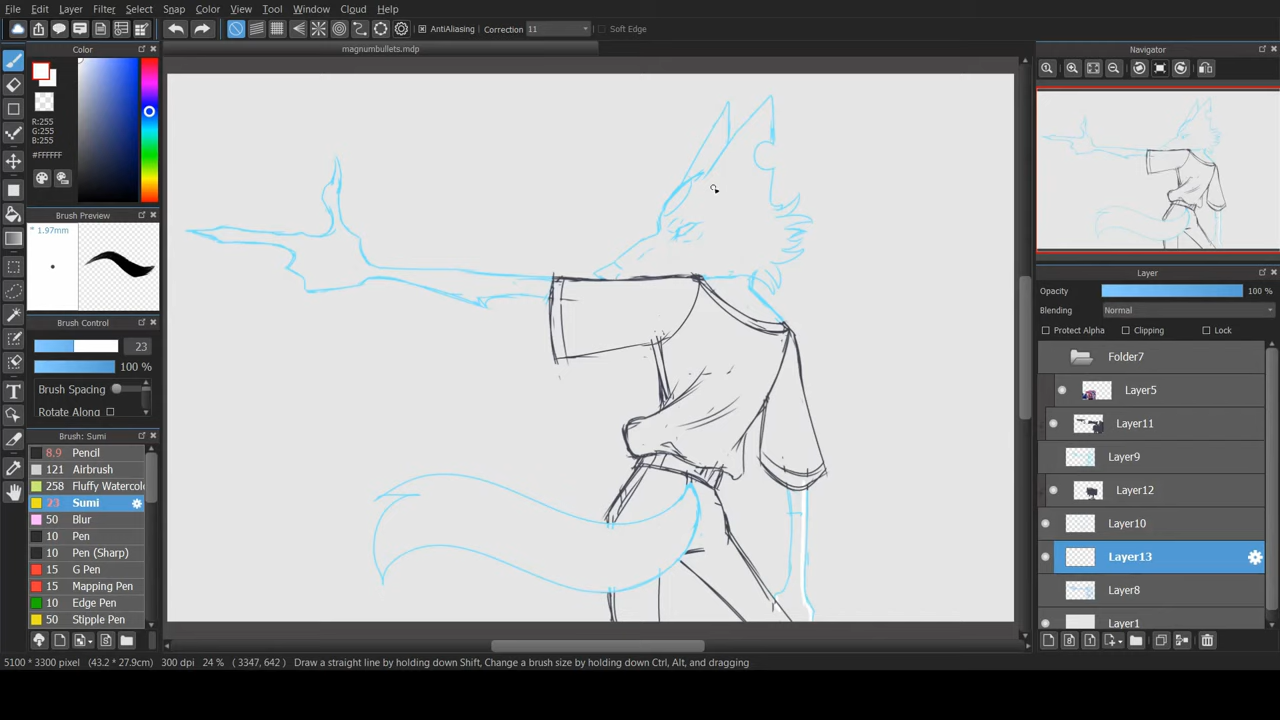 File Edit Layer Filter Select Snap Color View Tool Window Cloud Help
AntiAliasing Correction 11 Soft Edge
magnumbullets.mdp
Color
R:255
G:255
B:255
#FFFFFF
Brush Preview
* 1.97mm
Brush Control
23
100 %
Brush Spacing
Rotate Along
Brush: Sumi
8.9 Pencil
121 Airbrush
258 Fluffy Watercolo
23 Sumi
50 Blur
10 Pen
10 Pen (Sharp)
15 G Pen
15 Mapping Pen
10 Edge Pen
50 Stipple Pen
Navigator
Layer
Opacity 100 %
Blending Normal
Protect Alpha Clipping Lock
Folder7
Layer5
Layer11
Layer9
Layer12
Layer10
Layer13
Layer8
Layer1
5100 * 3300 pixel (43.2 * 27.9cm) 300 dpi 24 % ( 3347, 642 ) Draw a straight line by holding down Shift, Change a brush size by holding down Ctrl, Alt, and dragging